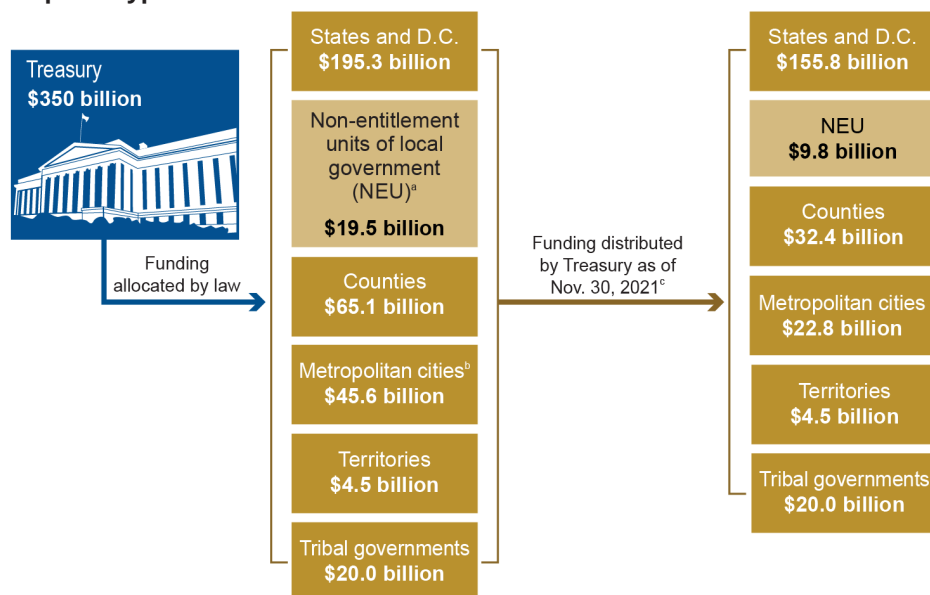 Treasury
$350 billion
Funding
allocated by law
States and D.C.
$195.3 billion
Non-entitlement
units of local
government
(NEU)a
$19.5 billion
Counties
$65.1 billion
Metropolitan citiesb
$45.6 billion
Territories
$4.5 billion
Tribal governments
$20.0 billion
Funding distributed
by Treasury as of
Nov. 30, 2021c
States and D.C.
$155.8 billion
NEU
$9.8 billion
Counties
$32.4 billion
Metropolitan cities
$22.8 billion
Territories
$4.5 billion
Tribal governments
$20.0 billion